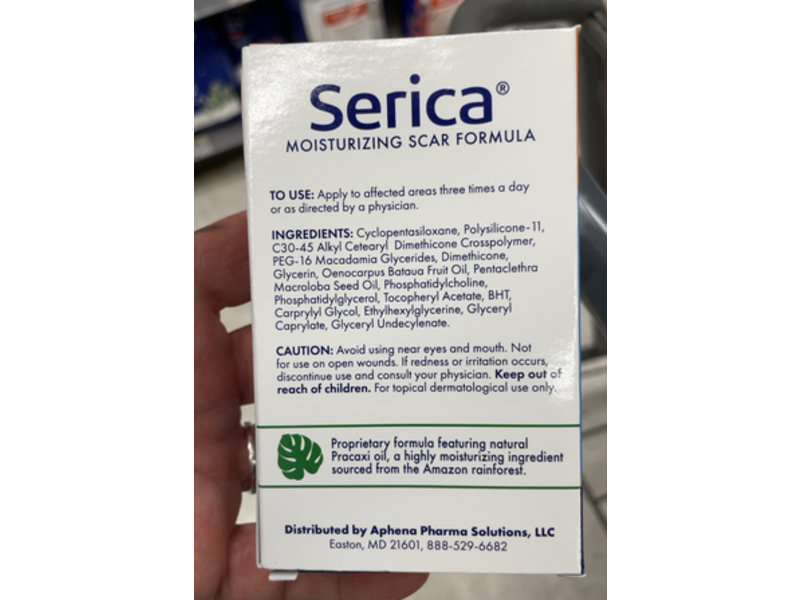 Serica®
MOISTURIZING SCAR FORMULA
TO USE: Apply to affected areas three times a day
or as directed by a physician.
INGREDIENTS: Cyclopentasiloxane, Polysilicone-11,
C30-45 Alkyl Cetearyl Dimethicone Crosspolymer,
PEG-16 Macadamia Glycerides, Dimethicone,
Glycerin, Oenocarpus Bataua Fruit Oil, Pentaclethra
Macroloba Seed Oil, Phosphatidylcholine,
Phosphatidylglycerol, Tocopheryl Acetate, BHT,
Carprylyl Glycol, Ethylhexylglycerine, Glyceryl
Caprylate, Glyceryl Undecylenate.
CAUTION: Avoid using near eyes and mouth. Not
for use on open wounds. If redness or irritation occurs,
discontinue use and consult your physician. Keep out of
reach of children. For topical dermatological use only.
Proprietary formula featuring natural
Pracaxi oil, a highly moisturizing ingredient
sourced from the Amazon rainforest.
Distributed by Aphena Pharma Solutions, LLC
Easton, MD 21601, 888-529-6682